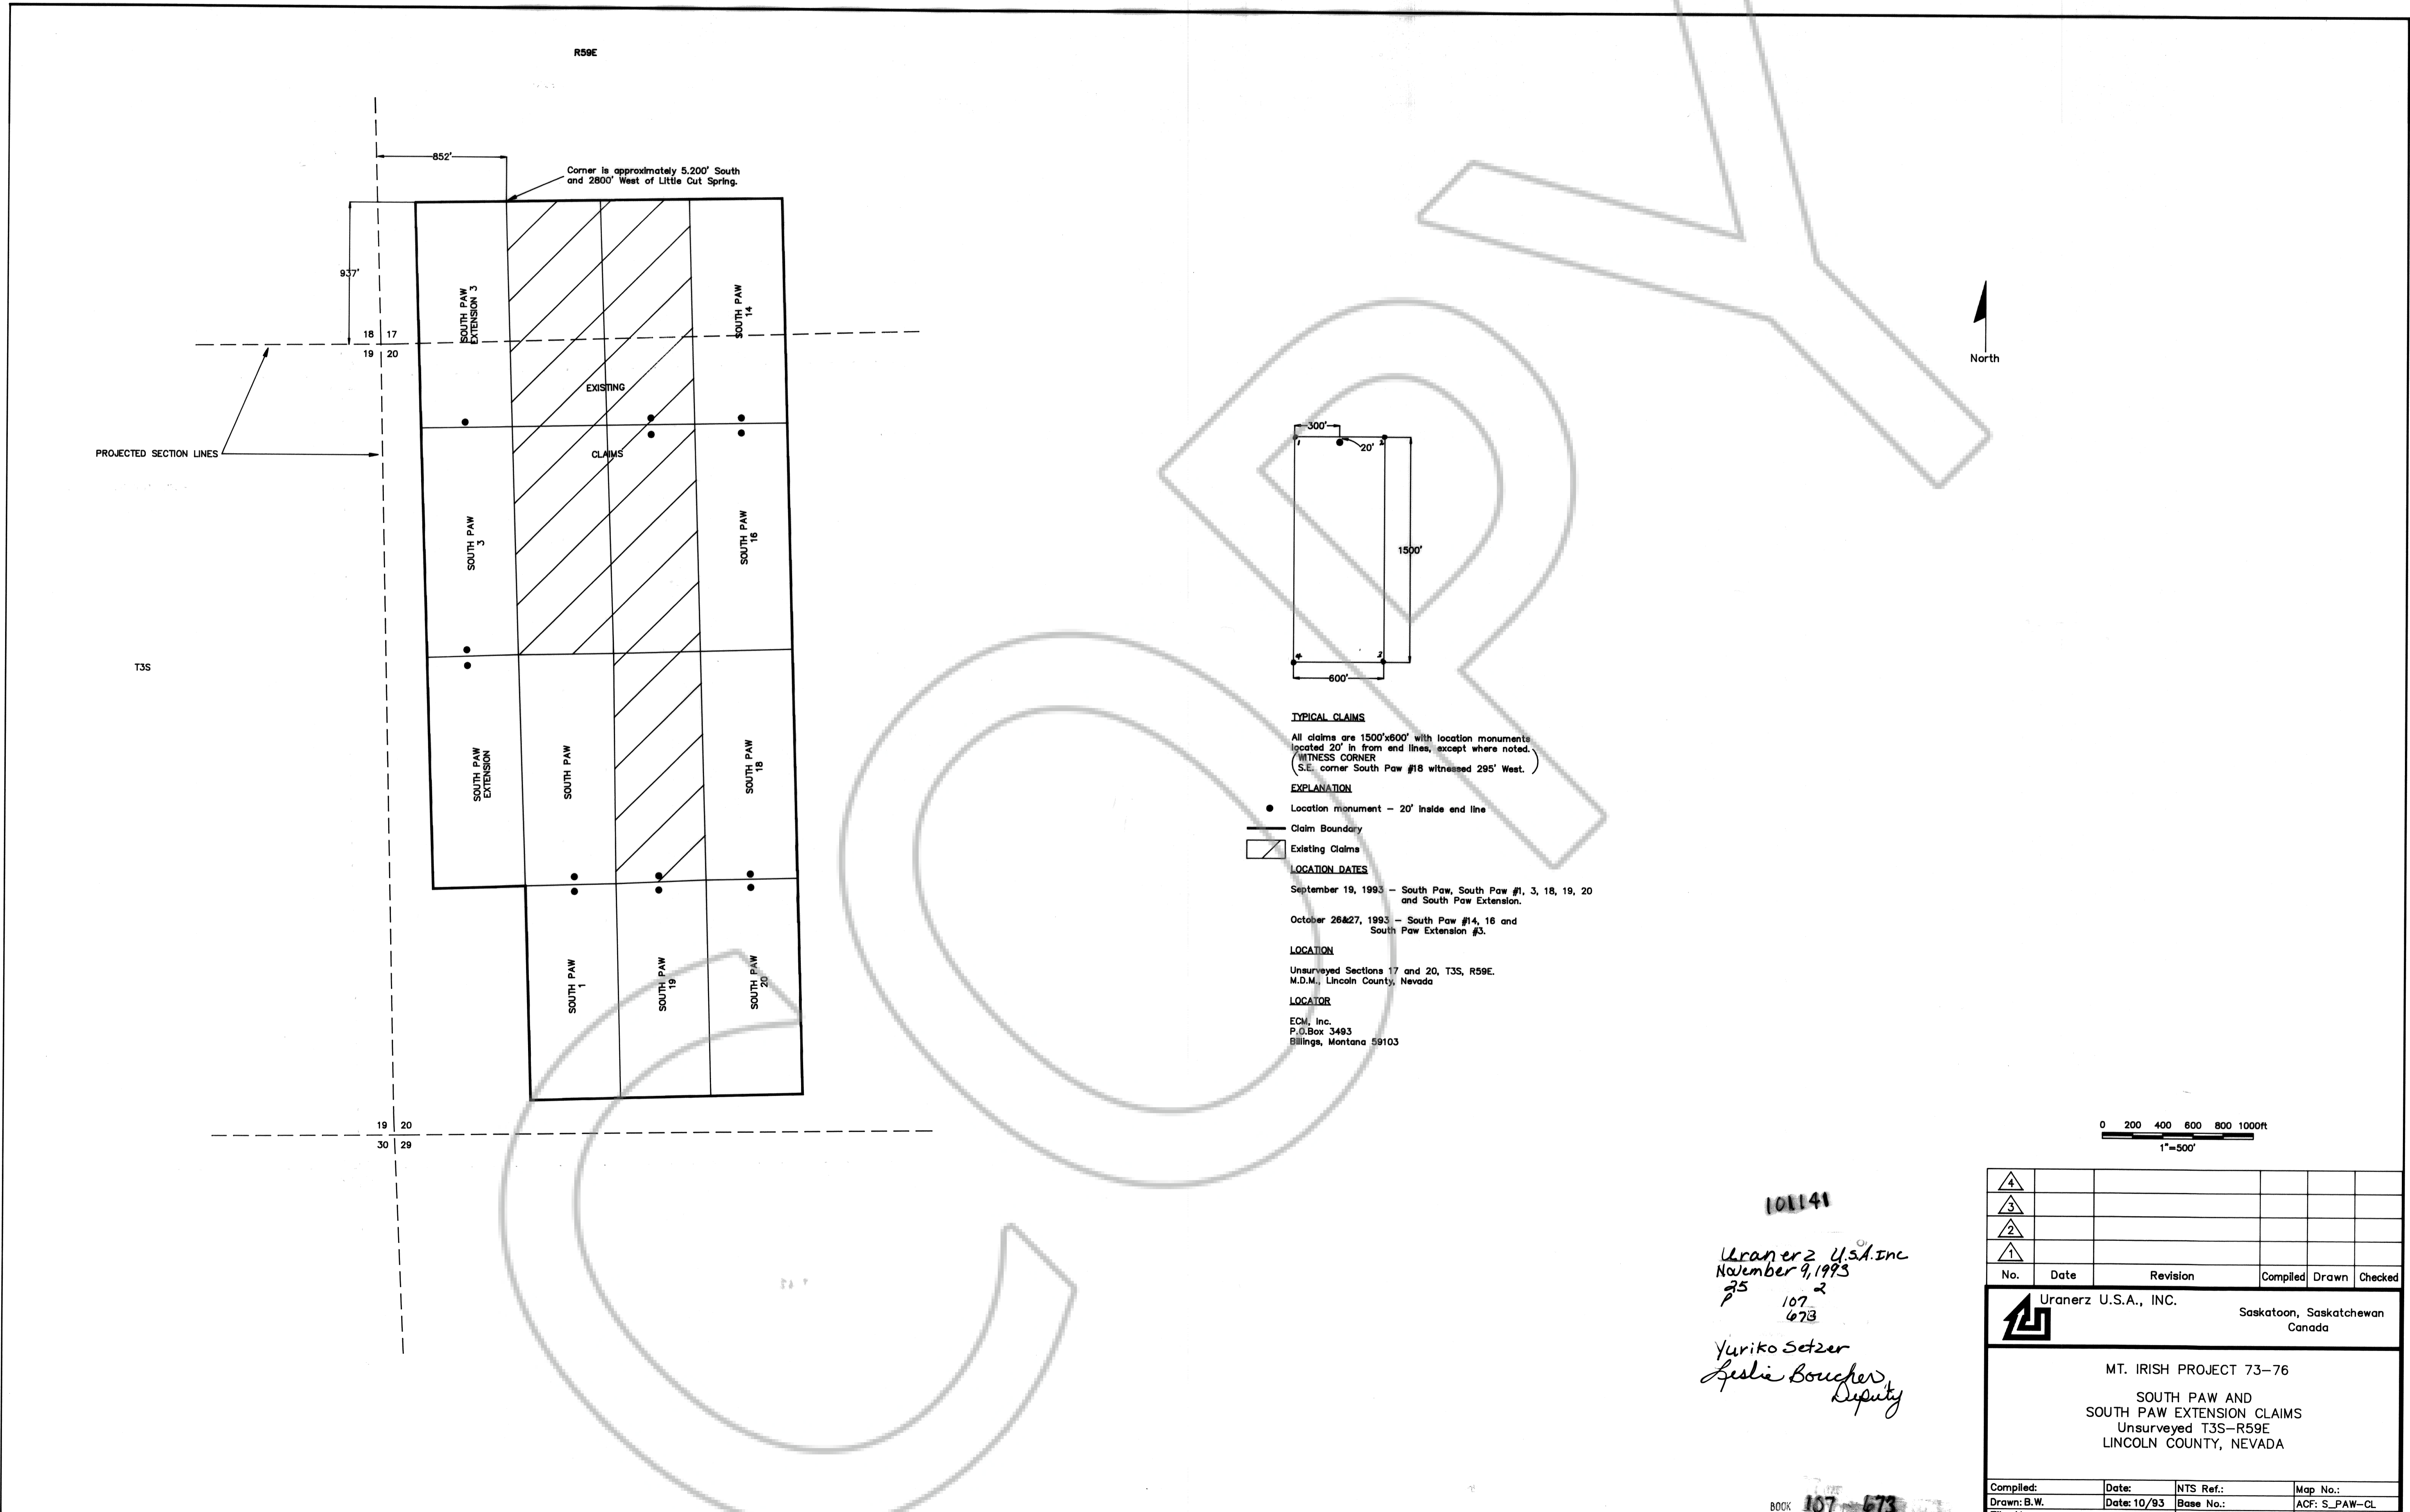 R59E
852'
Corner is approximately 5.200' South
and 2800' West of Little Cut Spring.
937'
SOUTH PAW
EXTENSION 3
SOUTH PAW
14
18 17
19 20
EXISTING
CLAIMS
PROJECTED SECTION LINES
SOUTH PAW
3
SOUTH PAW
16
T3S
SOUTH PAW
EXTENSION
SOUTH PAW
SOUTH PAW
18
SOUTH PAW
1
SOUTH PAW
19
SOUTH PAW
20
19 20
30 29
North
300'
1 2
20'
1500'
4 3
600'
TYPICAL CLAIMS
All claims are 1500'x600' with location monuments
located 20' in from end lines, except where noted.
(WITNESS CORNER
S.E. corner South Paw #18 witnessed 295' West.)
EXPLANATION
Location monument – 20' inside end line
Claim Boundary
Existing Claims
LOCATION DATES
September 19, 1993 – South Paw, South Paw #1, 3, 18, 19, 20
and South Paw Extension.
October 26&27, 1993 – South Paw #14, 16 and
South Paw Extension #3.
LOCATION
Unsurveyed Sections 17 and 20, T3S, R59E.
M.D.M., Lincoln County, Nevada
LOCATOR
ECM, Inc.
P.O.Box 3493
Billings, Montana 59103
COPY
0 200 400 600 800 1000ft
1"=500'
101141
Uranerz U.S.A. Inc
November 9, 1993
25 2
P 107
673
Yuriko Setzer
Leslie Boucher,
Deputy
BOOK 107 673
4
3
2
1
No. Date Revision Compiled Drawn Checked
Uranerz U.S.A., INC.
Saskatoon, Saskatchewan
Canada
MT. IRISH PROJECT 73–76
SOUTH PAW AND
SOUTH PAW EXTENSION CLAIMS
Unsurveyed T3S–R59E
LINCOLN COUNTY, NEVADA
Compiled: Date: NTS Ref.: Map No.:
Drawn: B.W. Date: 10/93 Base No.: ACF: S_PAW–CL